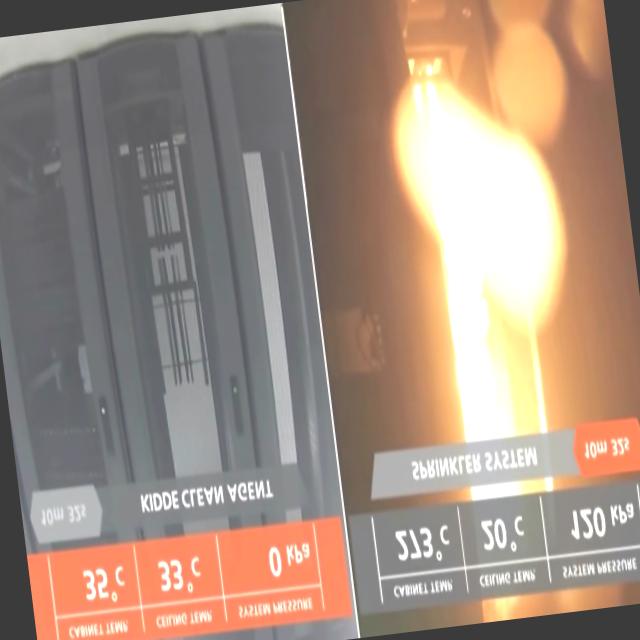 CABINET TEMP. CEILING TEMP. SYSTEM PRESSURE
35°C 33°C 0 kPa
10m 32s KIDDE CLEAN AGENT
CABINET TEMP. CEILING TEMP. SYSTEM PRESSURE
273°C 20°C 120 kPa
SPRINKLER SYSTEM 10m 32s